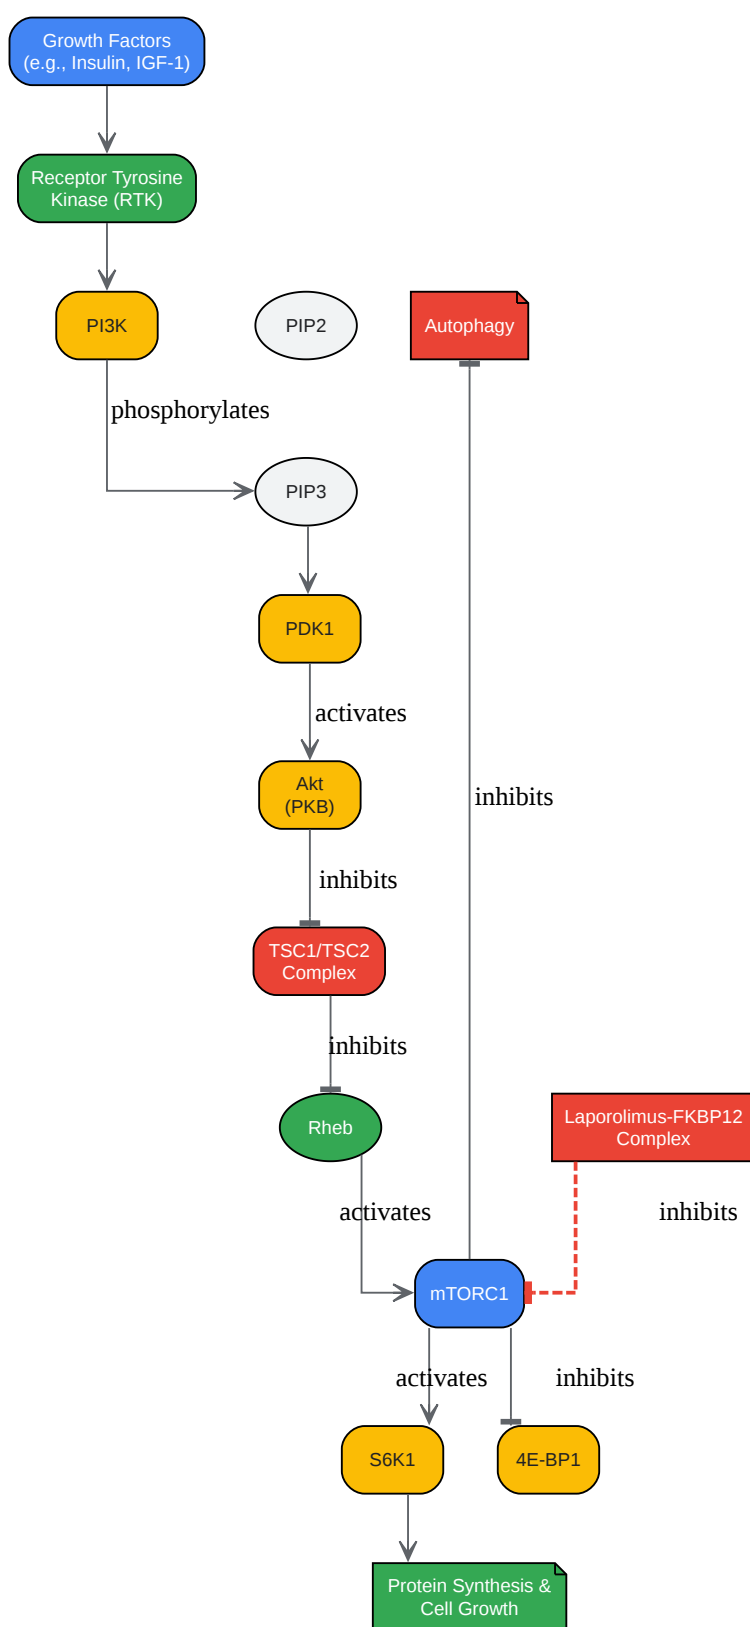 Growth Factors
(e.g., Insulin, IGF-1)
Receptor Tyrosine
Kinase (RTK)
PI3K
PIP2
Autophagy
phosphorylates
PIP3
PDK1
activates
inhibits
Akt
(PKB)
inhibits
TSC1/TSC2
Complex
inhibits
Rheb
Laporolimus-FKBP12
Complex
activates
inhibits
mTORC1
activates
inhibits
S6K1
4E-BP1
Protein Synthesis &
Cell Growth